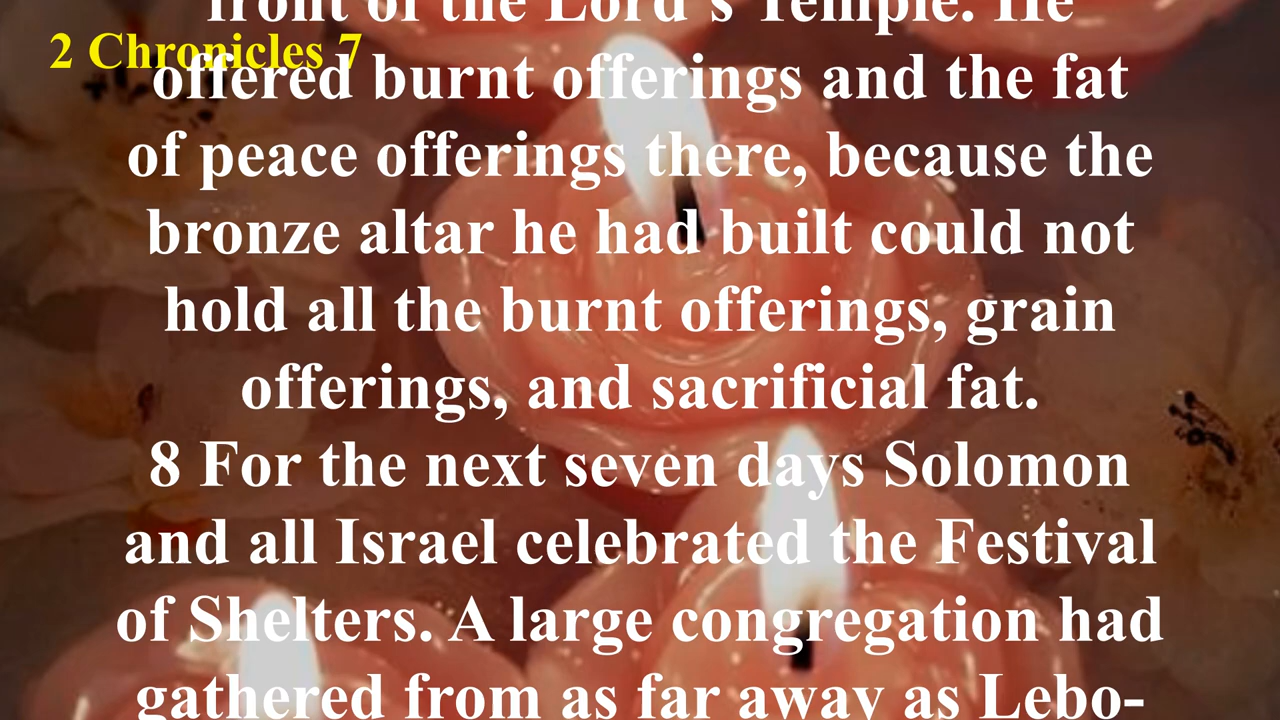 front of the Lord's Temple. He
2 Chronicles 7
offered burnt offerings and the fat
of peace offerings there, because the
bronze altar he had built could not
hold all the burnt offerings, grain
offerings, and sacrificial fat.
8 For the next seven days Solomon
and all Israel celebrated the Festival
of Shelters. A large congregation had
gathered from as far away as Lebo-